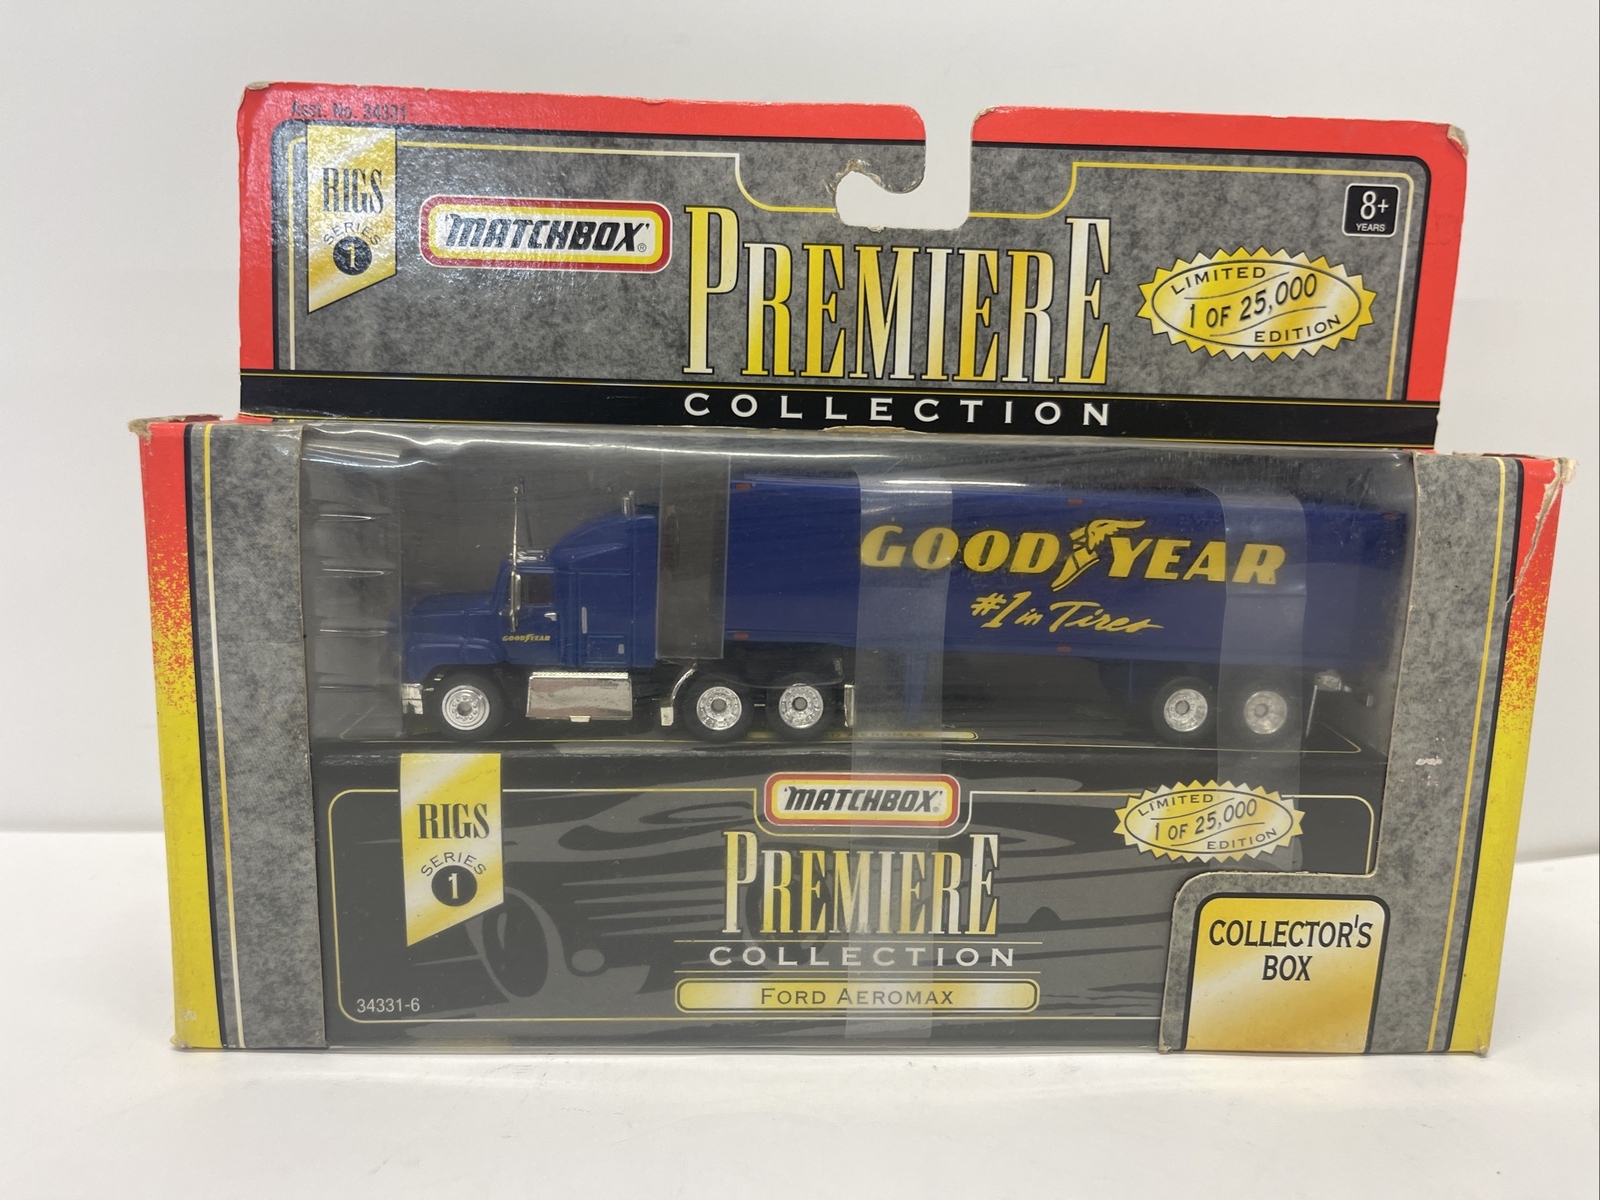 Asst. No. 34331
RIGS
SERIES
1
MATCHBOX®
PREMIERE
COLLECTION
8+
YEARS
LIMITED
1 OF 25,000
EDITION
GOODYEAR
#1 in Tires
GOODYEAR
RIGS
SERIES
1
MATCHBOX®
PREMIERE
COLLECTION
FORD AEROMAX
LIMITED
1 OF 25,000
EDITION
COLLECTOR'S
BOX
34331-6